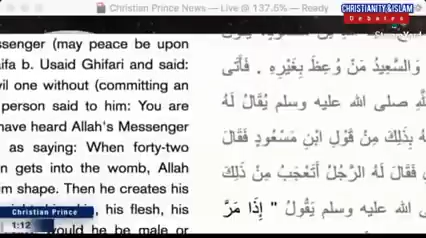 Christian Prince News — Live @ 137.5% — Ready
CHRISTIANITY & ISLAM
Debates
ssenger (may peace be upon
ifa b. Usaid Ghifari and said:
vil one without (committing an
person said to him: You are
have heard Allah's Messenger
as saying: When forty-two
n gets into the womb, Allah
m shape. Then he creates his
, his flesh, his
would he be male or
وَالسَّعِيدُ مَنْ وُعِظَ بِغَيْرِهِ . فَأَتَى
صلى الله عليه وسلم يُقَالُ لَهُ
بِذَلِكَ مِنْ قَوْلِ ابْنِ مَسْعُودٍ فَقَالَ
فَقَالَ لَهُ الرَّجُلُ أَتَعْجَبُ مِنْ ذَلِكَ
الله عليه وسلم يَقُولُ " إِذَا مَرَّ
Christian Prince
1:12